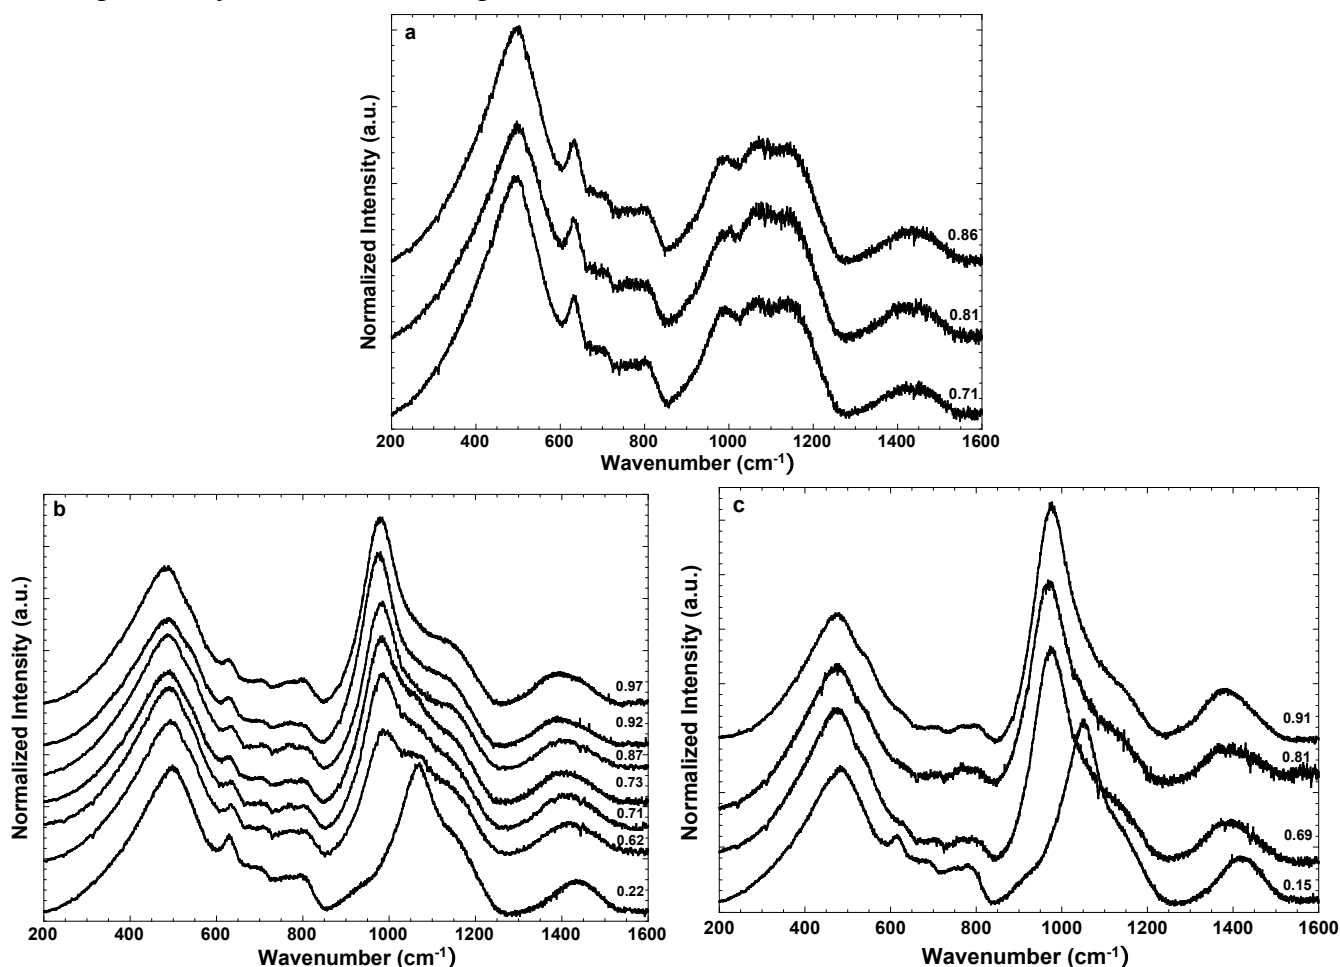 a
Normalized Intensity (a.u.)
0.86
0.81
0.71
200 400 600 800 1000 1200 1400 1600
Wavenumber (cm-1)
b
Normalized Intensity (a.u.)
0.97
0.92
0.87
0.73
0.71
0.62
0.22
200 400 600 800 1000 1200 1400 1600
Wavenumber (cm-1)
c
Normalized Intensity (a.u.)
0.91
0.81
0.69
0.15
200 400 600 800 1000 1200 1400 1600
Wavenumber (cm-1)